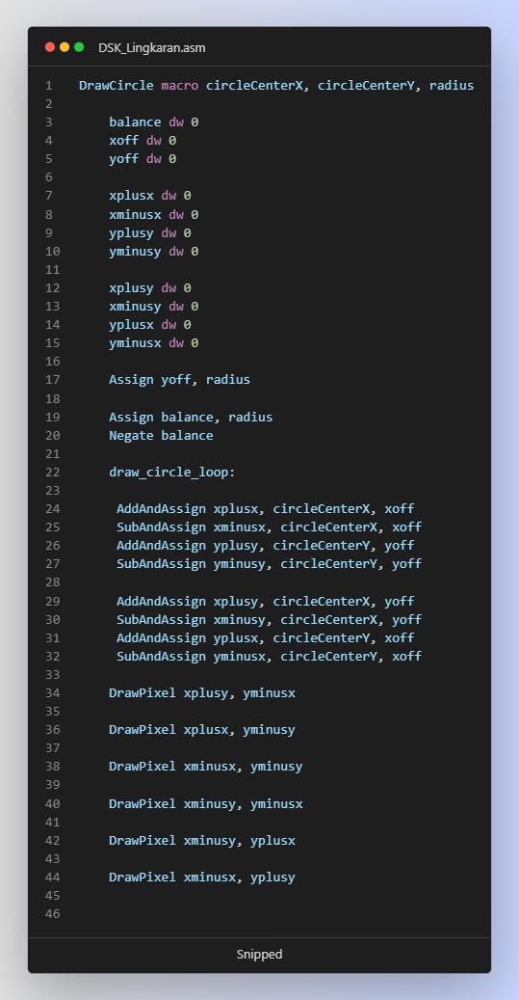 DSK_Lingkaran.asm
1 DrawCircle macro circleCenterX, circleCenterY, radius
2
3 balance dw 0
4 xoff dw 0
5 yoff dw 0
6
7 xplusx dw 0
8 xminusx dw 0
9 yplusy dw 0
10 yminusy dw 0
11
12 xplusy dw 0
13 xminusy dw 0
14 yplusx dw 0
15 yminusx dw 0
16
17 Assign yoff, radius
18
19 Assign balance, radius
20 Negate balance
21
22 draw_circle_loop:
23
24 AddAndAssign xplusx, circleCenterX, xoff
25 SubAndAssign xminusx, circleCenterX, xoff
26 AddAndAssign yplusy, circleCenterY, yoff
27 SubAndAssign yminusy, circleCenterY, yoff
28
29 AddAndAssign xplusy, circleCenterX, yoff
30 SubAndAssign xminusy, circleCenterX, yoff
31 AddAndAssign yplusx, circleCenterY, xoff
32 SubAndAssign yminusx, circleCenterY, xoff
33
34 DrawPixel xplusy, yminusx
35
36 DrawPixel xplusx, yminusy
37
38 DrawPixel xminusx, yminusy
39
40 DrawPixel xminusy, yminusx
41
42 DrawPixel xminusy, yplusx
43
44 DrawPixel xminusx, yplusy
45
46
Snipped